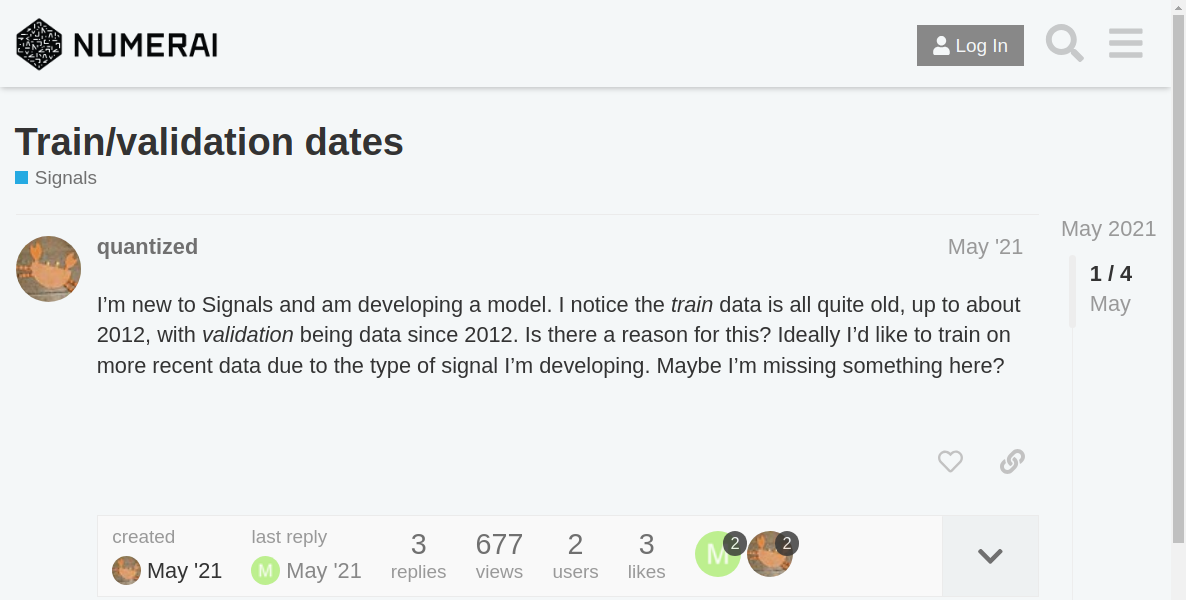 NUMERAI
Log In
Train/validation dates
Signals
May 2021
quantized
May '21
1 / 4
May
I’m new to Signals and am developing a model. I notice the train data is all quite old, up to about
2012, with validation being data since 2012. Is there a reason for this? Ideally I’d like to train on
more recent data due to the type of signal I’m developing. Maybe I’m missing something here?
created
last reply
3
677
2
3
M
2
2
May '21
M
May '21
replies
views
users
likes